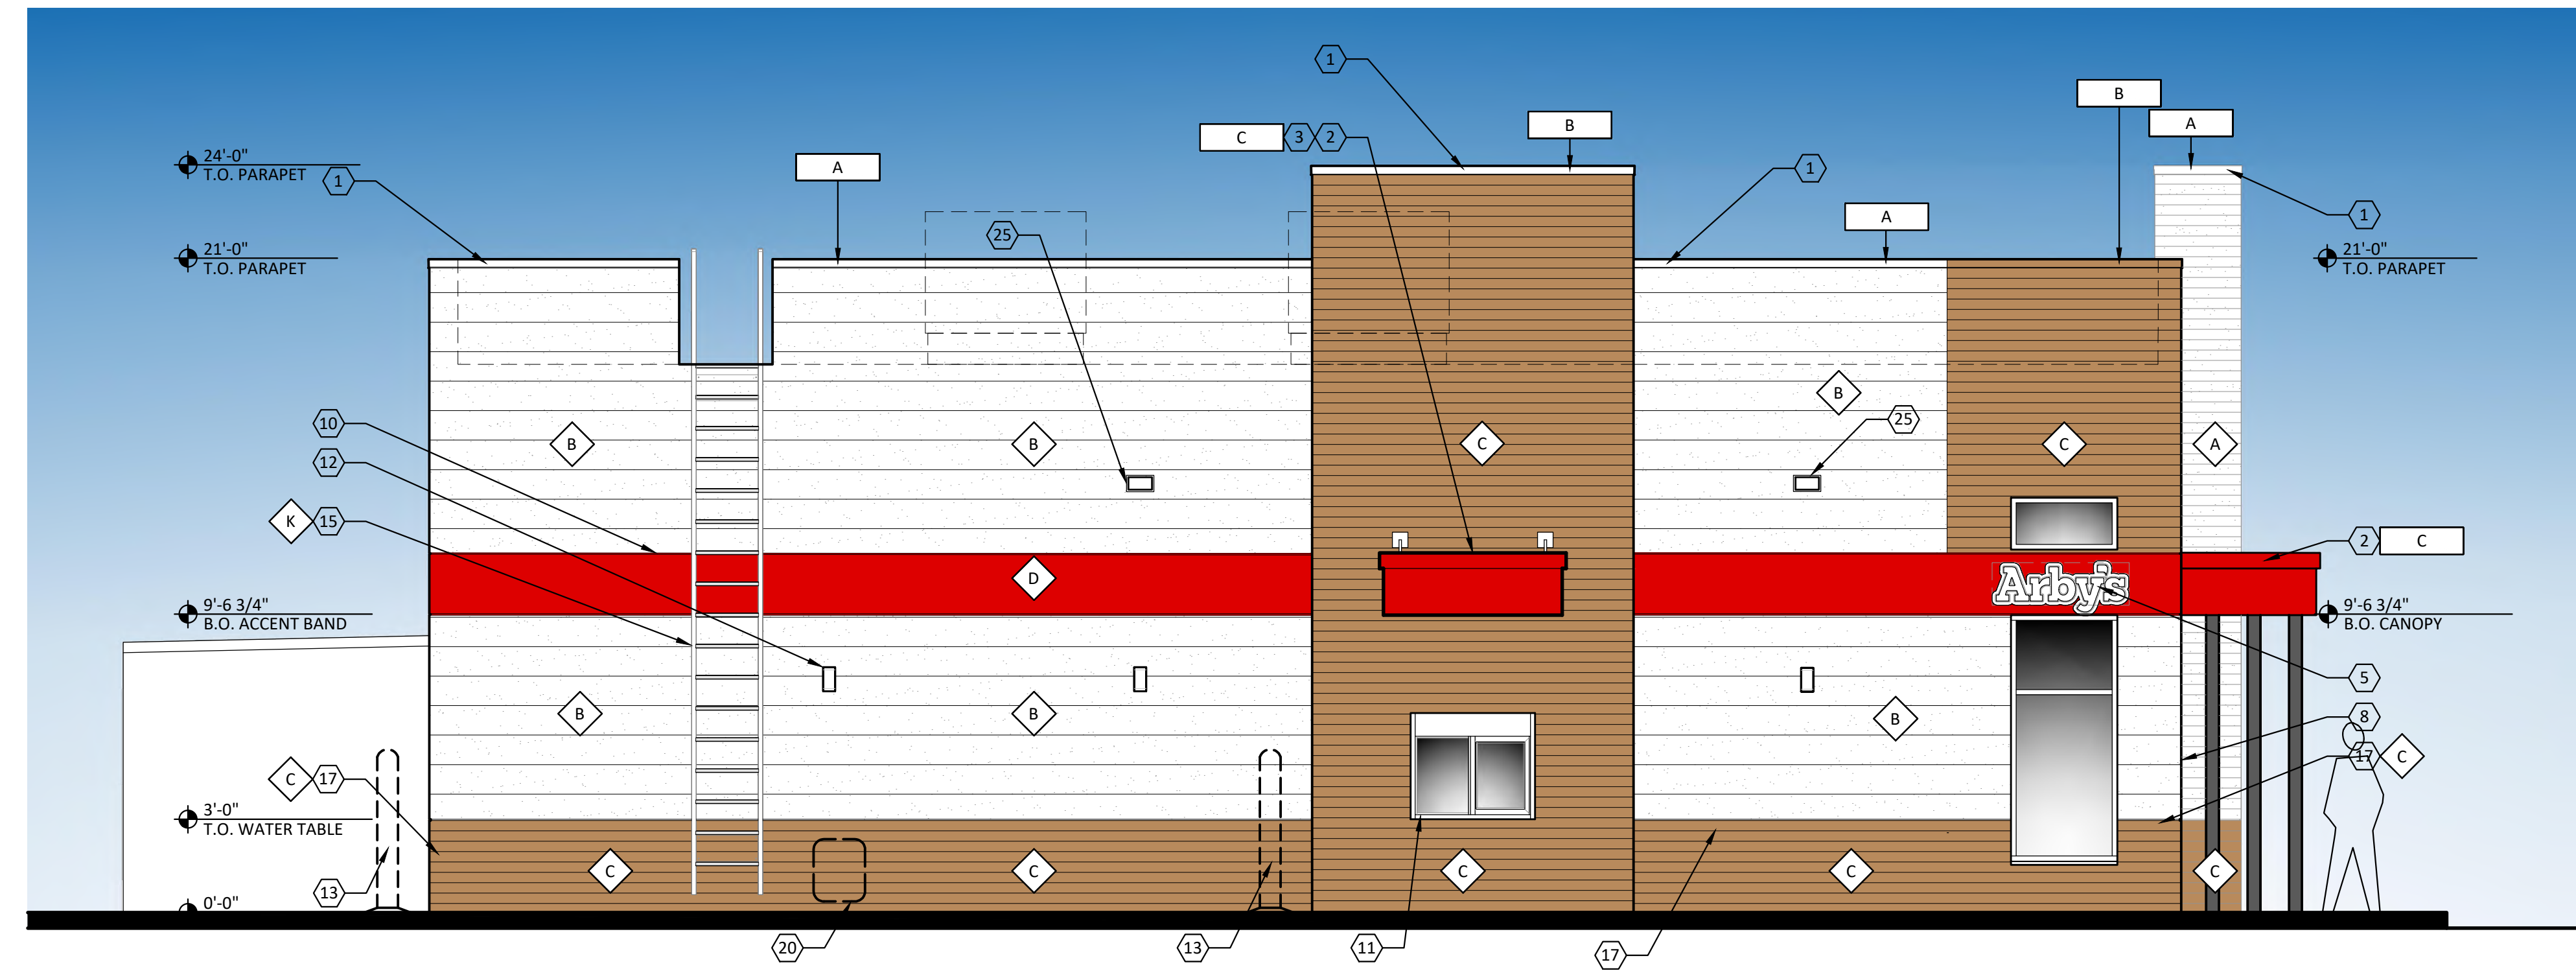 1
B
B
A
C 3 2
24'-0"
T.O. PARAPET
1
A
1
1
A
25
21'-0"
T.O. PARAPET
21'-0"
T.O. PARAPET
B
10
25
B
B
C
C
A
12
K 15
2 C
D
Arby's
9'-6 3/4"
B.O. ACCENT BAND
9'-6 3/4"
B.O. CANOPY
5
B
B
B
8
17 C
C 17
3'-0"
T.O. WATER TABLE
C
C
C
C
C
13
0'-0"
20
13
11
17